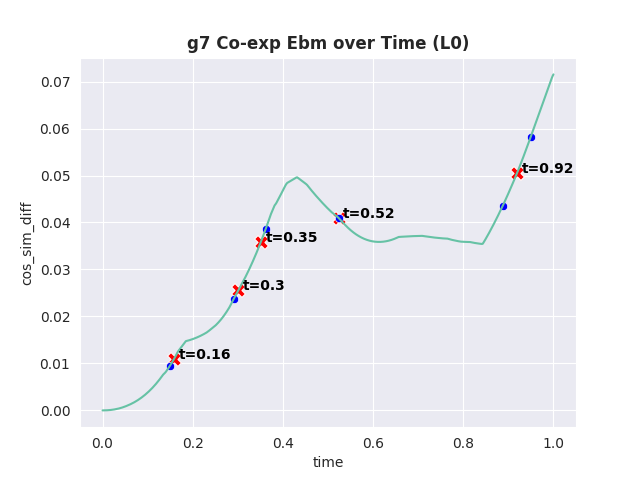 g7 Co-exp Ebm over Time (L0)
0.07
0.06
0.05
0.04
0.03
0.02
0.01
0.00
cos_sim_diff
t=0.92
t=0.52
t=0.35
t=0.3
t=0.16
0.0 0.2 0.4 0.6 0.8 1.0
time